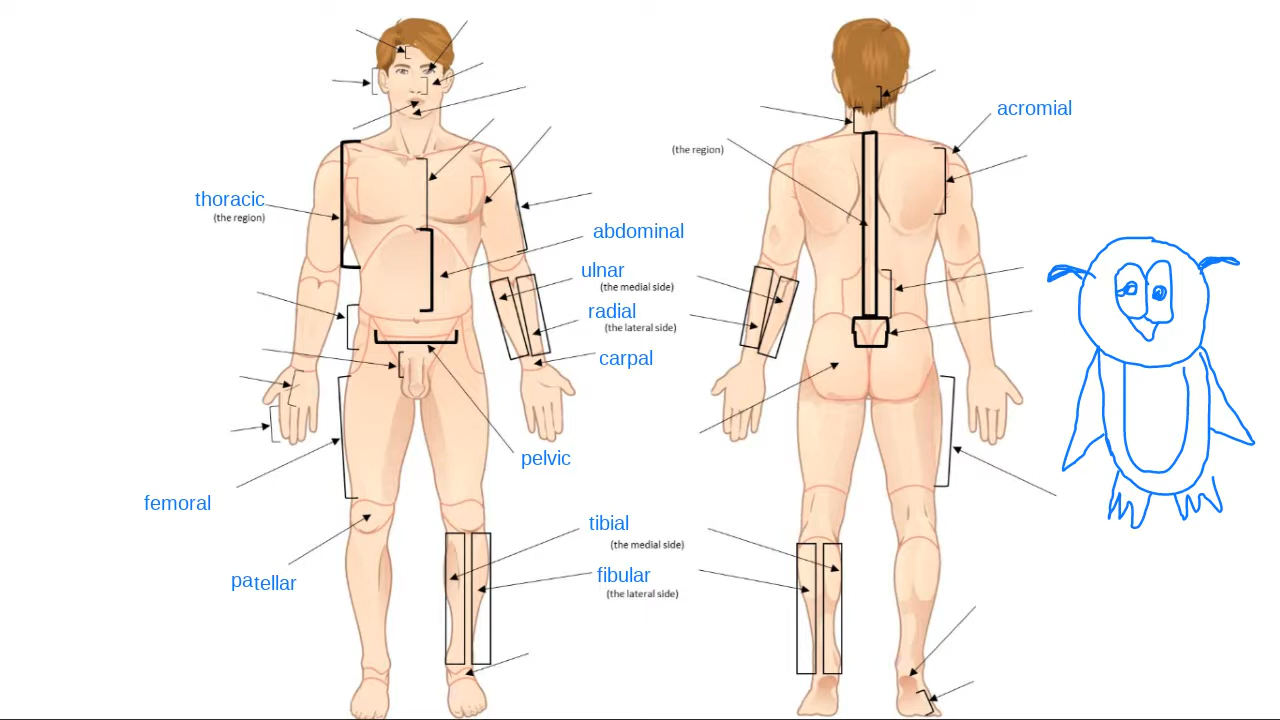 acromial
(the region)
thoracic
(the region)
abdominal
ulnar
(the medial side)
radial
(the lateral side)
carpal
pelvic
femoral
tibial
(the medial side)
patellar
fibular
(the lateral side)